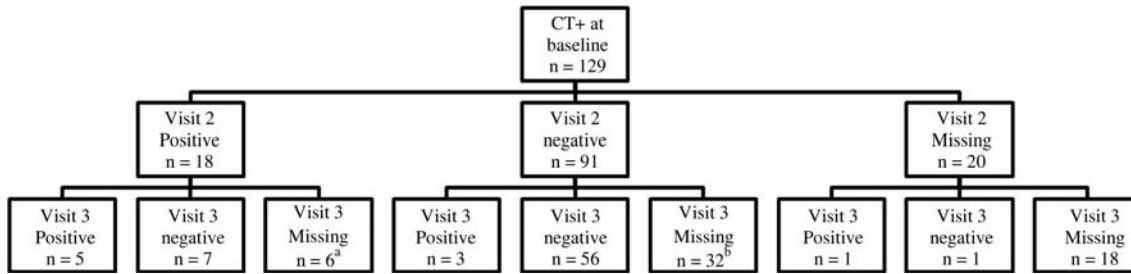 CT+ at
baseline
n = 129
Visit 2
Positive
n = 18
Visit 2
negative
n = 91
Visit 2
Missing
n = 20
Visit 3
Positive
n = 5
Visit 3
negative
n = 7
Visit 3
Missing
n = 6ᵃ
Visit 3
Positive
n = 3
Visit 3
negative
n = 56
Visit 3
Missing
n = 32ᵇ
Visit 3
Positive
n = 1
Visit 3
negative
n = 1
Visit 3
Missing
n = 18